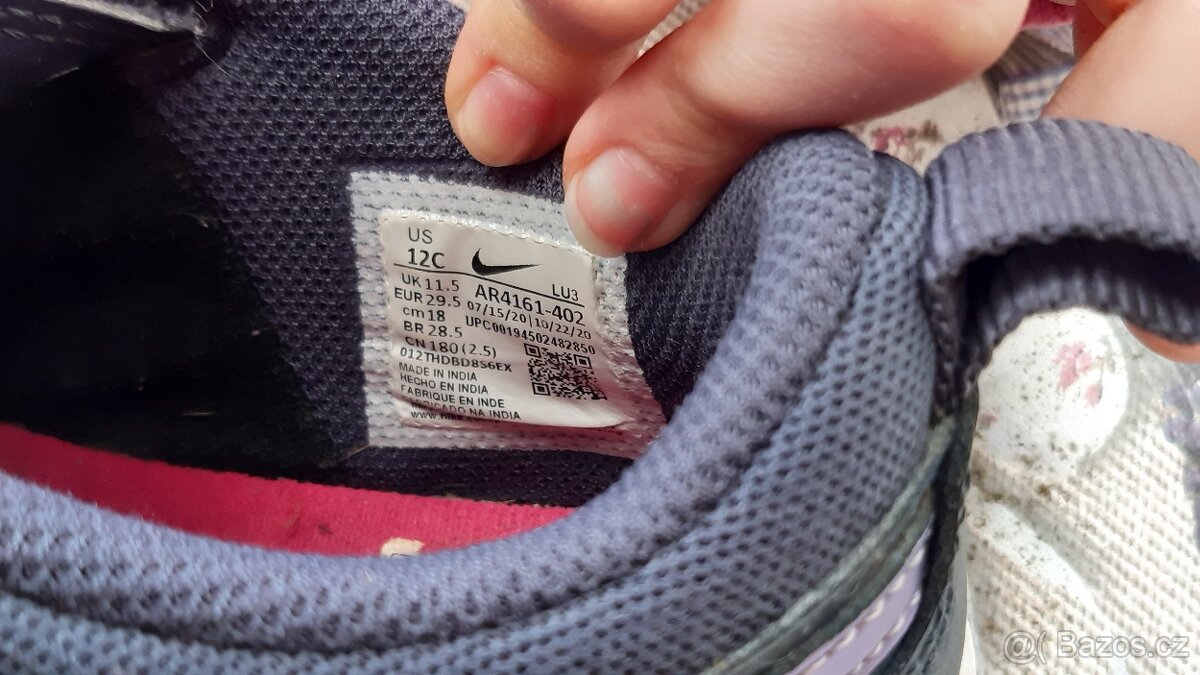 US
12C
LU3
UK 11.5
AR4161-402
EUR 29.5
07/15/20|10/22/20
cm 18
UPC00194502482850
BR 28.5
CN 180(2.5)
012THDBD8S6EX
MADE IN INDIA
HECHO EN INDIA
FABRIQUE EN INDE
NA INDIA
@( Bazos.cz